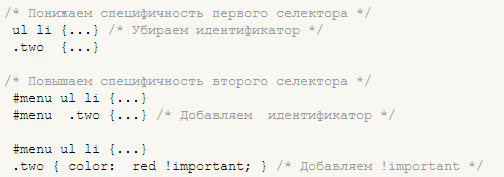 /* Понижаем специфичность первого селектора */
ul li {...} /* Убираем идентификатор */
.two {...}
/* Повышаем специфичность второго селектора */
#menu ul li {...}
#menu .two {...} /* Добавляем идентификатор */
#menu ul li {...}
.two { color: red !important; } /* Добавляем !important */